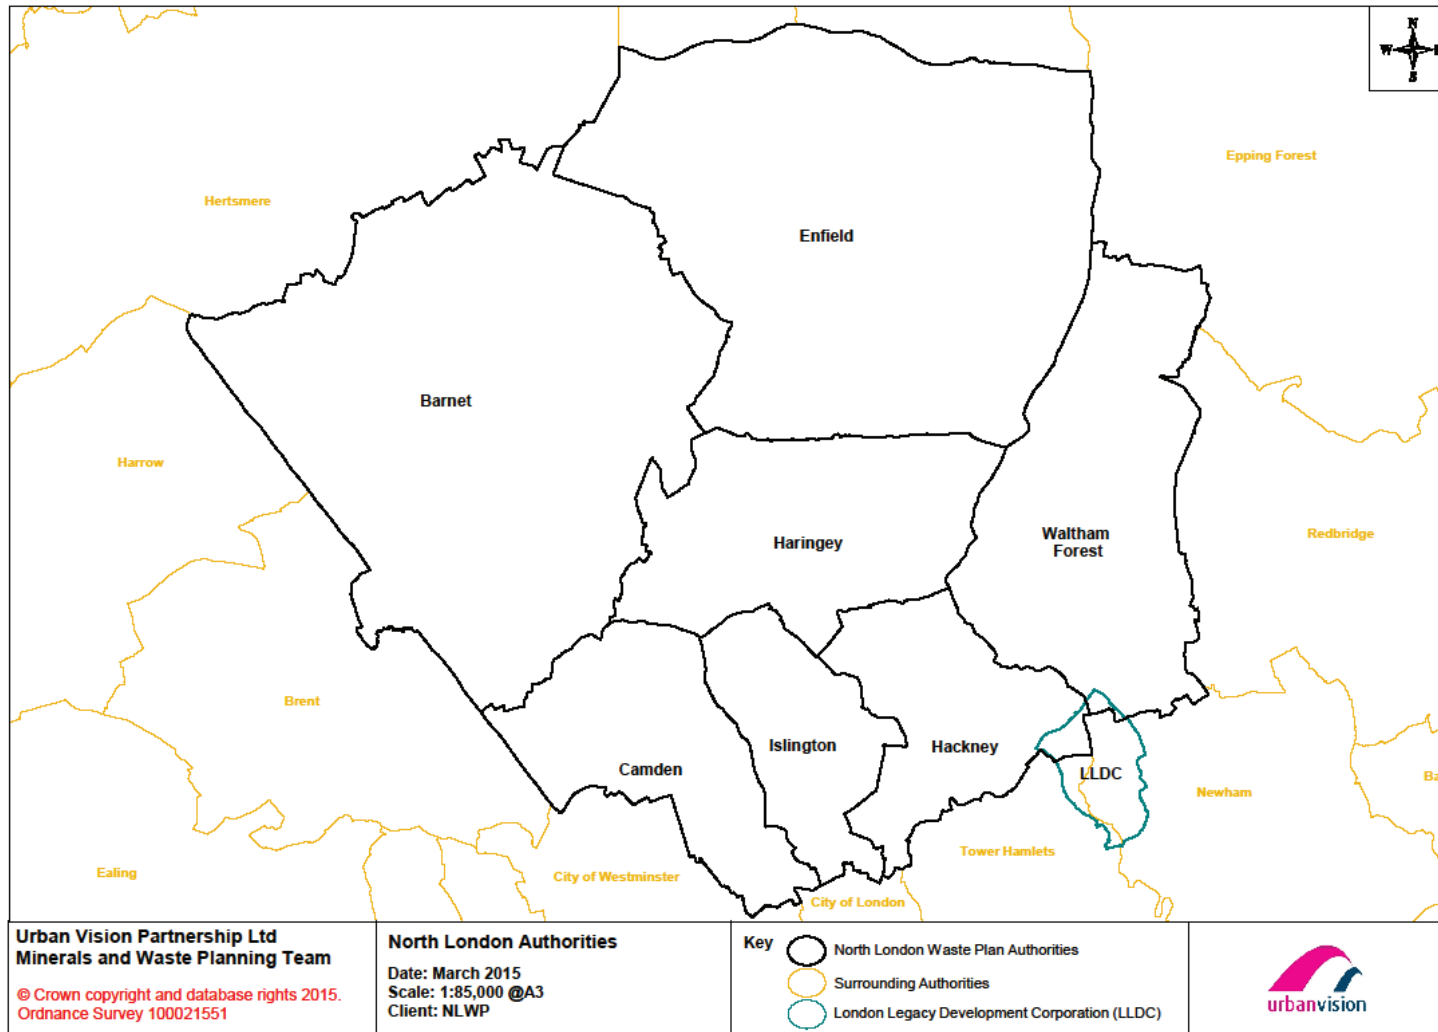 N
W
S
Epping Forest
Hertsmere
Enfield
Barnet
Harrow
Haringey
Waltham
Forest
Redbridge
Brent
Islington
Hackney
Camden
LLDC
Ba
Newham
Tower Hamlets
Ealing
City of Westminster
City of London
Urban Vision Partnership Ltd
Minerals and Waste Planning Team
© Crown copyright and database rights 2015.
Ordnance Survey 100021551
North London Authorities
Date: March 2015
Scale: 1:85,000 @A3
Client: NLWP
Key
North London Waste Plan Authorities
Surrounding Authorities
London Legacy Development Corporation (LLDC)
urbanvision